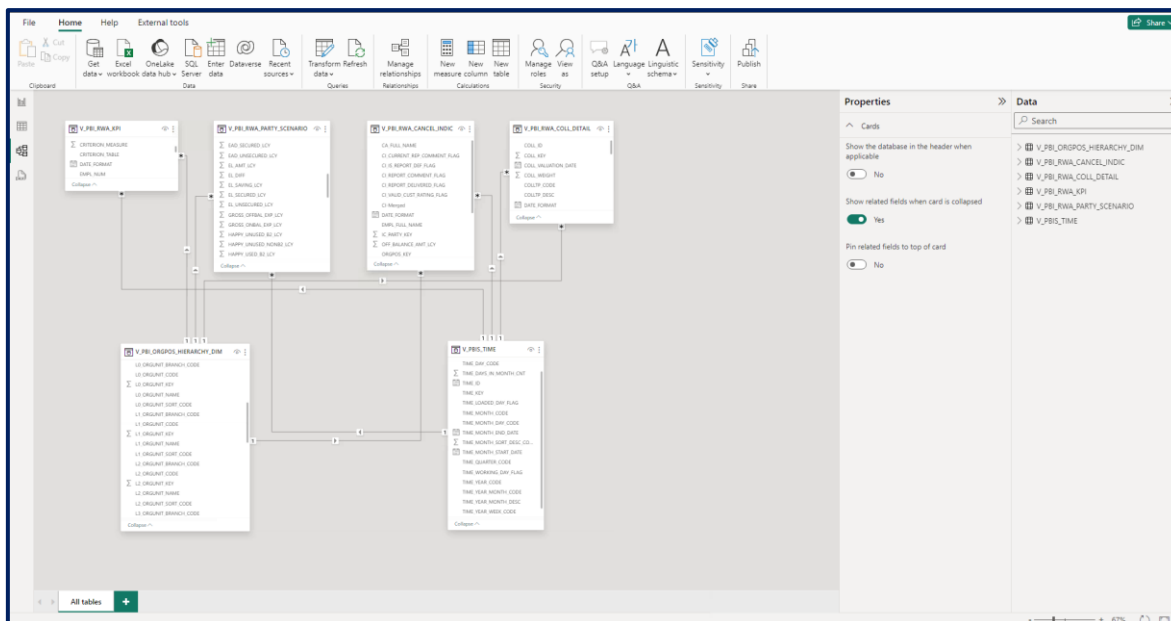 File Home Help External tools
Share
Paste
Cut
Copy
Get data
Excel workbook
OneLake data hub
SQL Server
Enter data
Dataverse
Recent sources
Transform data
Refresh
Manage relationships
New measure
New column
New table
Manage roles
View as
Q&A setup
Language
Linguistic schema
Sensitivity
Publish
Clipboard
Data
Queries
Relationships
Calculations
Security
Q&A
Sensitivity
Share
V_PBI_RWA_KPI
CRITERION_MEASURE
CRITERION_TABLE
DATE_FORMAT
EMPL_NUM
Collapse
V_PBI_RWA_PARTY_SCENARIO
EAD_SECURED_LCY
EAD_UNSECURED_LCY
EL_AMT_LCY
EL_DIFF
EL_SAVING_LCY
EL_SECURED_LCY
EL_UNSECURED_LCY
GROSS_OFFBAL_EXP_LCY
GROSS_ONBAL_EXP_LCY
HAPPY_UNUSED_B2_LCY
HAPPY_UNUSED_NONB2_LCY
HAPPY_USED_B2_LCY
Collapse
V_PBI_RWA_CANCEL_INDIC
CA_FULL_NAME
CI_CURRENT_REP_COMMENT_FLAG
CI_REPORT_COMMENT_FLAG
CI_REPORT_DELIVERED_FLAG
CI_VALID_CUST_RATING_FLAG
CI Merged
DATE_FORMAT
EMPL_FULL_NAME
IC_PARTY_KEY
OFF_BALANCE_AMT_LCY
ORGPOS_KEY
Collapse
V_PBI_RWA_COLL_DETAIL
COLL_ID
COLL_KEY
COLL_VALUATION_DATE
COLL_WEIGHT
COLLTP_CODE
COLLTP_DESC
DATE_FORMAT
Collapse
V_PBI_ORGPOS_HIERARCHY_DIM
L0_ORGUNIT_BRANCH_CODE
L0_ORGUNIT_CODE
L0_ORGUNIT_KEY
L0_ORGUNIT_NAME
L0_ORGUNIT_SORT_CODE
L1_ORGUNIT_BRANCH_CODE
L1_ORGUNIT_CODE
L1_ORGUNIT_KEY
L1_ORGUNIT_NAME
L1_ORGUNIT_SORT_CODE
L2_ORGUNIT_BRANCH_CODE
L2_ORGUNIT_CODE
L2_ORGUNIT_KEY
L2_ORGUNIT_NAME
L2_ORGUNIT_SORT_CODE
L3_ORGUNIT_BRANCH_CODE
Collapse
V_PBIS_TIME
TIME_DAY_CODE
TIME_DAYS_IN_MONTH_CNT
TIME_ID
TIME_KEY
TIME_LOADED_DAY_FLAG
TIME_MONTH_CODE
TIME_MONTH_DAY_CODE
TIME_MONTH_END_DATE
TIME_MONTH_SORT_DESC_CO...
TIME_MONTH_START_DATE
TIME_QUARTER_CODE
TIME_WORKING_DAY_FLAG
TIME_YEAR_CODE
TIME_YEAR_MONTH_CODE
TIME_YEAR_MONTH_DESC
TIME_YEAR_WEEK_CODE
Collapse
All tables
Properties
Cards
Show the database in the header when
applicable
No
Show related fields when card is collapsed
Yes
Pin related fields to top of card
No
Data
Search
V_PBI_ORGPOS_HIERARCHY_DIM
V_PBI_RWA_CANCEL_INDIC
V_PBI_RWA_COLL_DETAIL
V_PBI_RWA_KPI
V_PBI_RWA_PARTY_SCENARIO
V_PBIS_TIME
67%